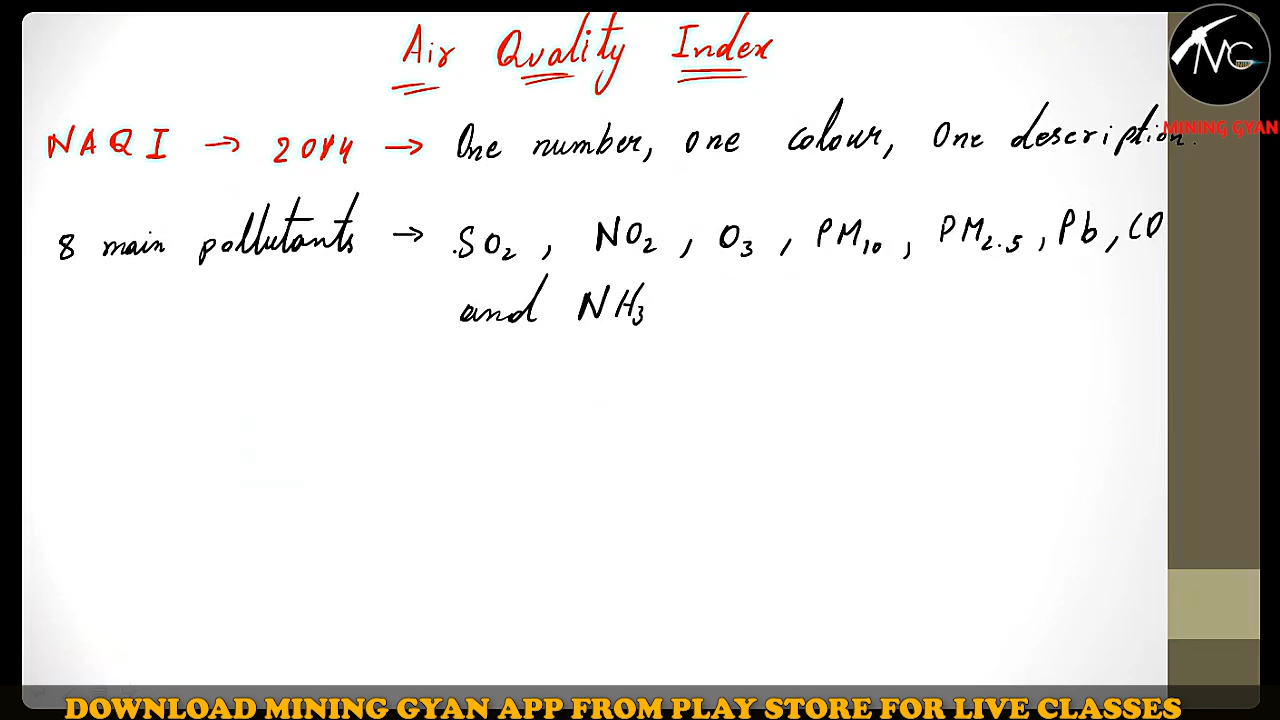 Air Quality Index
NAQI → 2014 → One number, one colour, One description.
MINING GYAN
8 main pollutants → SO2, NO2, O3, PM10, PM2.5, Pb, CO
and NH3
DOWNLOAD MINING GYAN APP FROM PLAY STORE FOR LIVE CLASSES